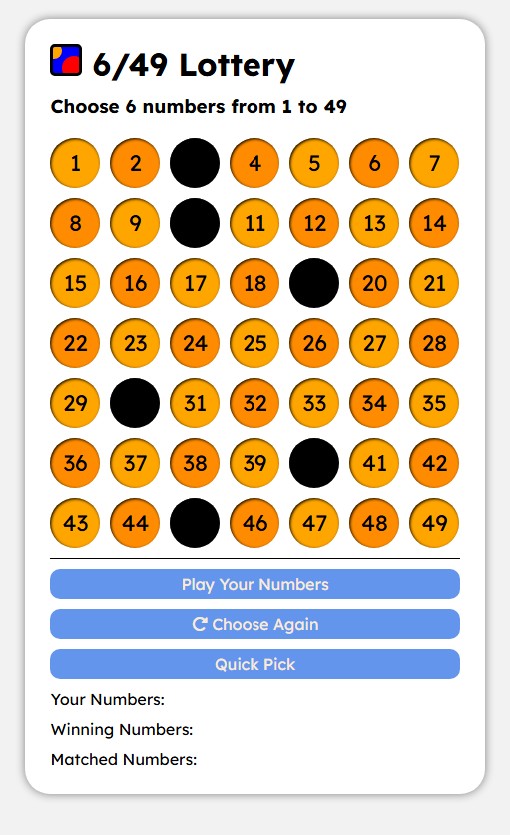 6/49 Lottery
Choose 6 numbers from 1 to 49
1 2 4 5 6 7
8 9 11 12 13 14
15 16 17 18 20 21
22 23 24 25 26 27 28
29 31 32 33 34 35
36 37 38 39 41 42
43 44 46 47 48 49
Play Your Numbers
Choose Again
Quick Pick
Your Numbers:
Winning Numbers:
Matched Numbers: